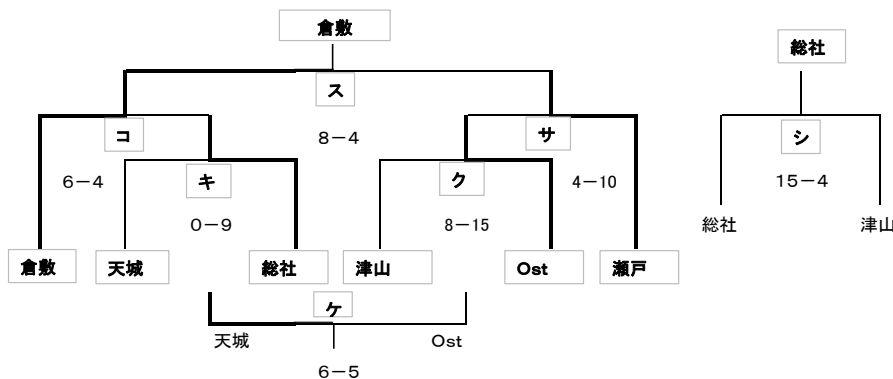 倉敷
総社
ス
コ
8－4
サ
シ
キ
ク
6－4
4－10
15－4
0－9
8－15
総社
津山
倉敷
天城
総社
津山
Ost
瀬戸
ケ
天城
Ost
6－5